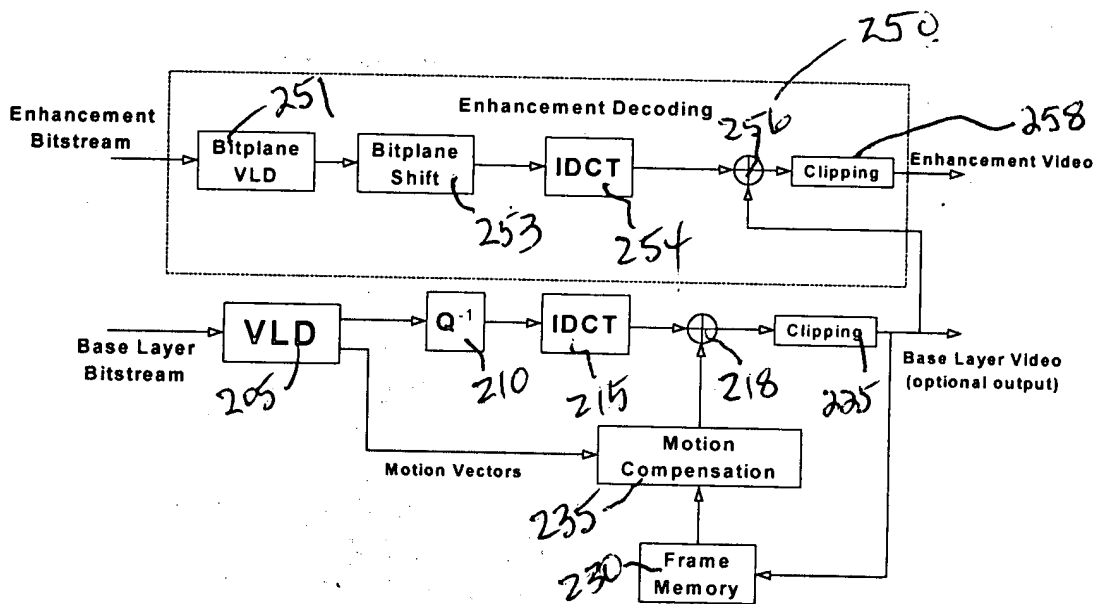 250
251
Enhancement Decoding
256
258
Enhancement
Bitstream
Bitplane
VLD
Bitplane
Shift
IDCT
Clipping
Enhancement Video
253
254
VLD
Q-1
IDCT
Clipping
Base Layer
Bitstream
Base Layer Video
(optional output)
205
210
215
218
225
Motion
Compensation
Motion Vectors
235
Frame
Memory
230